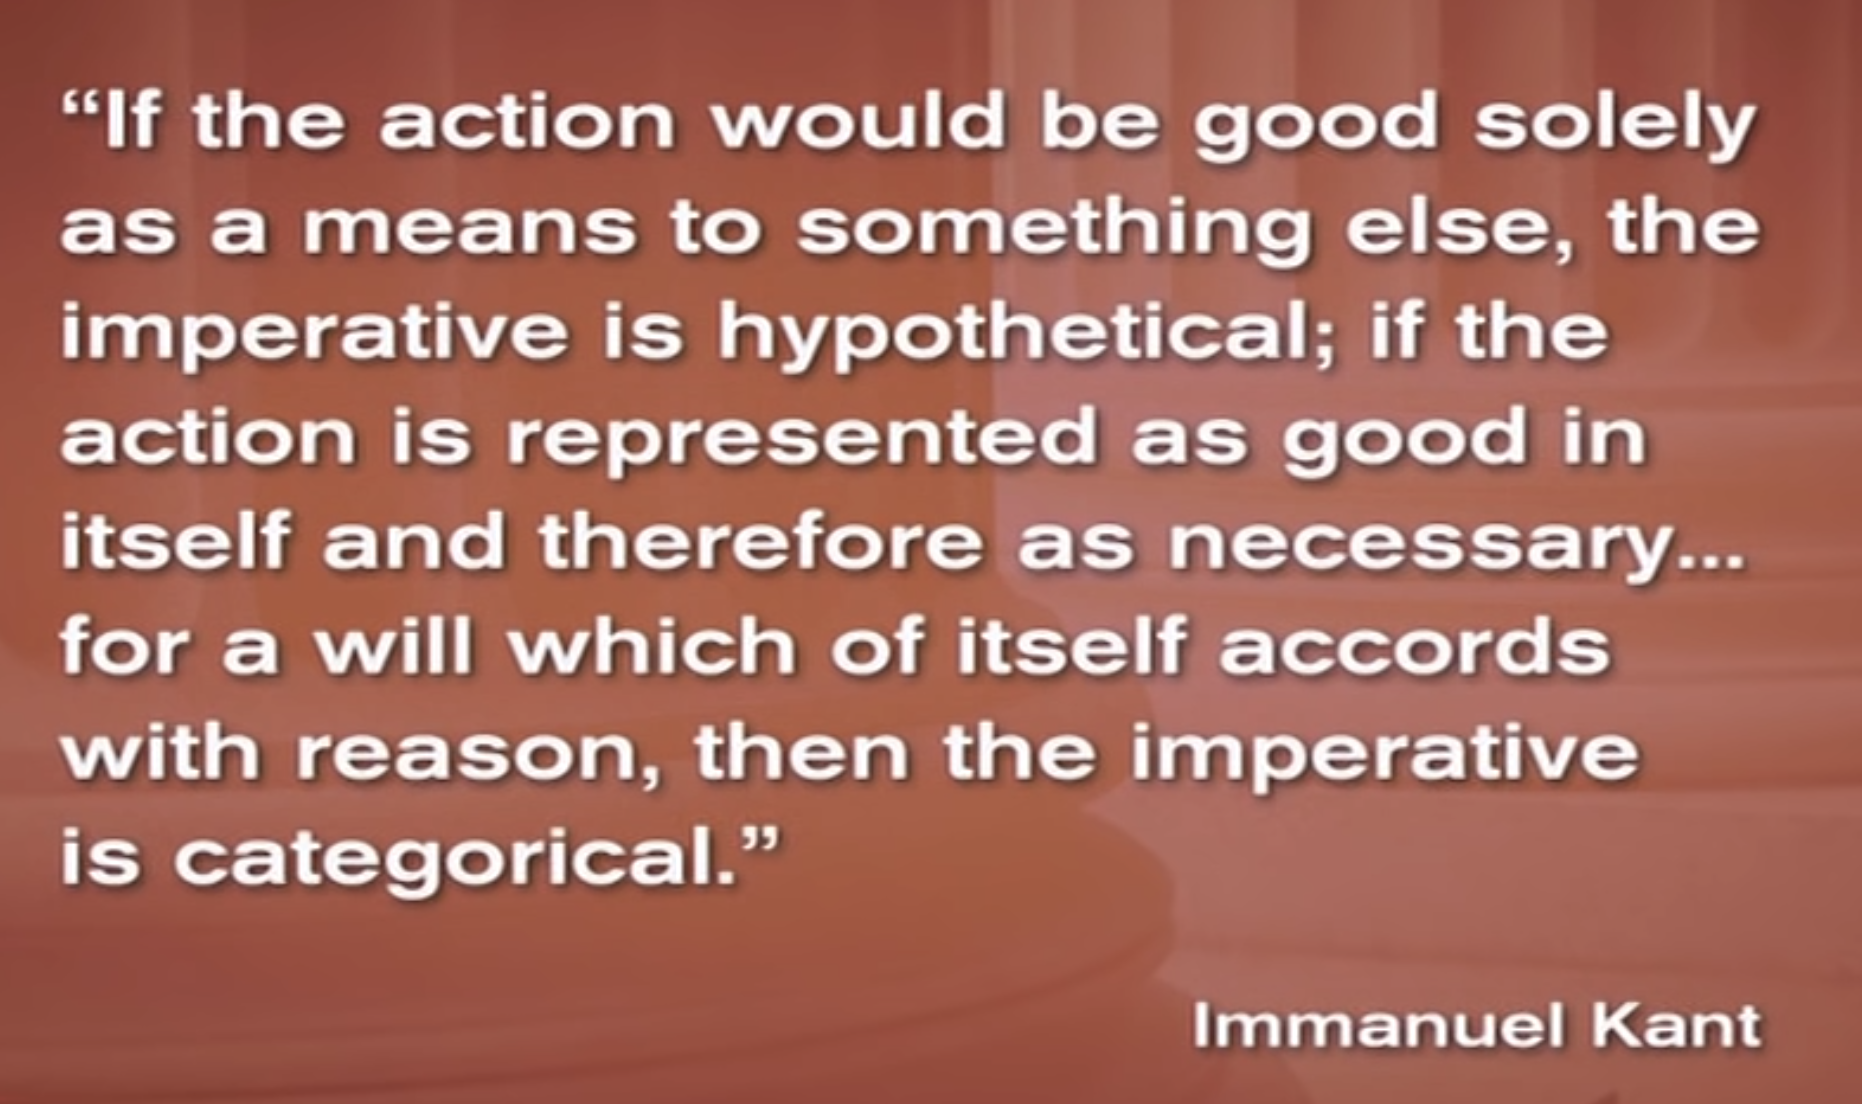 “If the action would be good solely
as a means to something else, the
imperative is hypothetical; if the
action is represented as good in
itself and therefore as necessary...
for a will which of itself accords
with reason, then the imperative
is categorical.”
Immanuel Kant